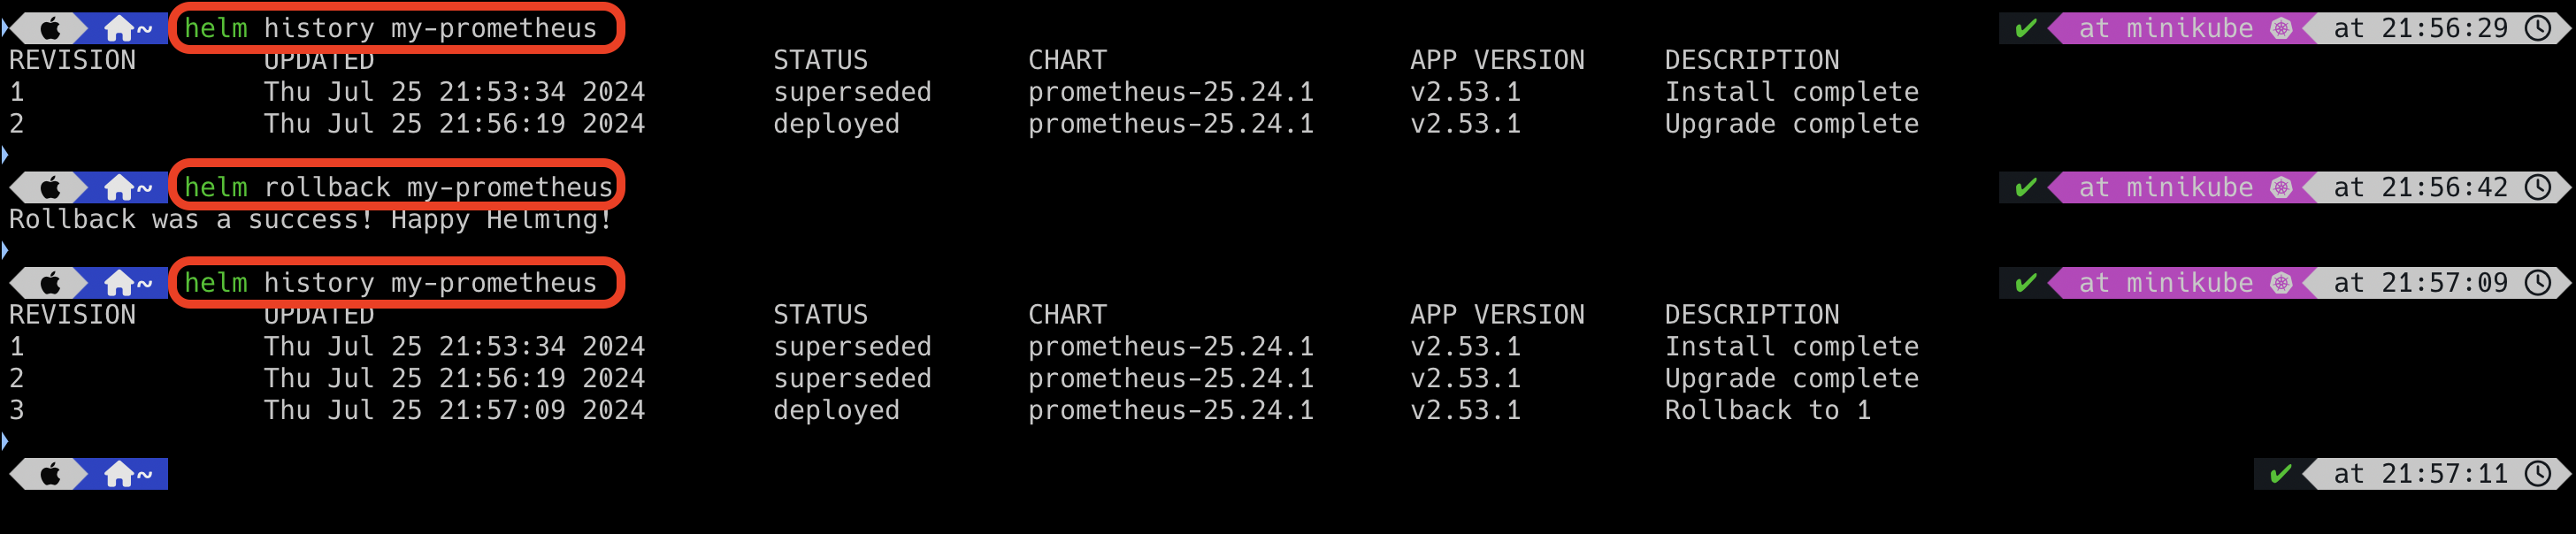 ~ helm history my-prometheus ✔ at minikube at 21:56:29
REVISION UPDATED STATUS CHART APP VERSION DESCRIPTION
1 Thu Jul 25 21:53:34 2024 superseded prometheus-25.24.1 v2.53.1 Install complete
2 Thu Jul 25 21:56:19 2024 deployed prometheus-25.24.1 v2.53.1 Upgrade complete
~ helm rollback my-prometheus ✔ at minikube at 21:56:42
Rollback was a success! Happy Helming!
~ helm history my-prometheus ✔ at minikube at 21:57:09
REVISION UPDATED STATUS CHART APP VERSION DESCRIPTION
1 Thu Jul 25 21:53:34 2024 superseded prometheus-25.24.1 v2.53.1 Install complete
2 Thu Jul 25 21:56:19 2024 superseded prometheus-25.24.1 v2.53.1 Upgrade complete
3 Thu Jul 25 21:57:09 2024 deployed prometheus-25.24.1 v2.53.1 Rollback to 1
~ ✔ at 21:57:11